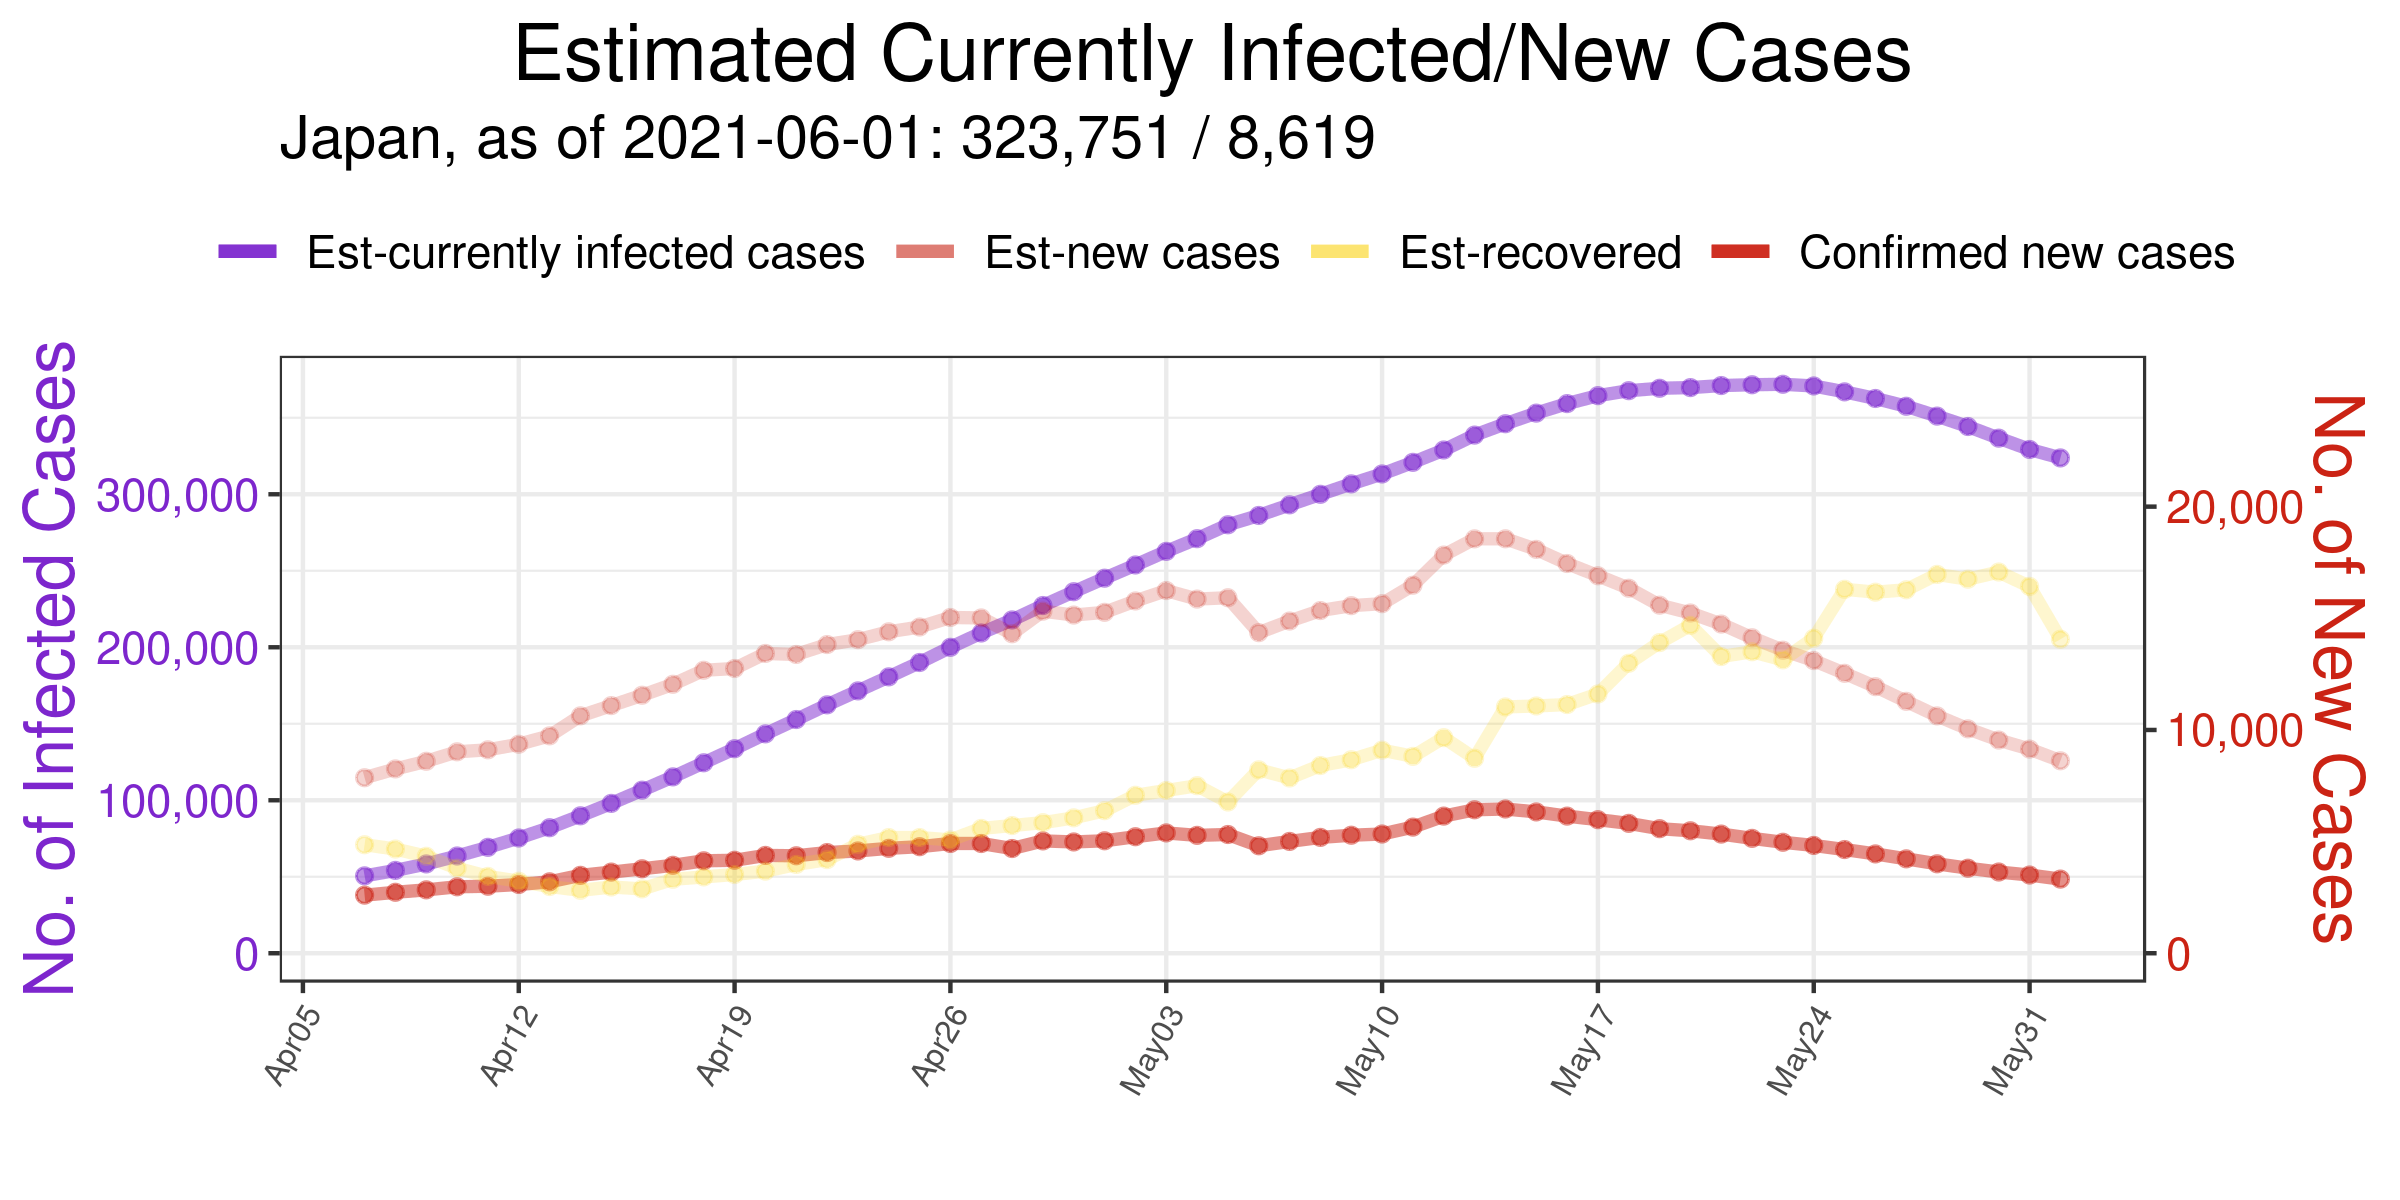 Estimated Currently Infected/New Cases
Japan, as of 2021-06-01: 323,751 / 8,619
Est-currently infected cases Est-new cases Est-recovered Confirmed new cases
No. of Infected Cases
300,000
200,000
100,000
0
20,000
10,000
0
No. of New Cases
Apr05 Apr12 Apr19 Apr26 May03 May10 May17 May24 May31